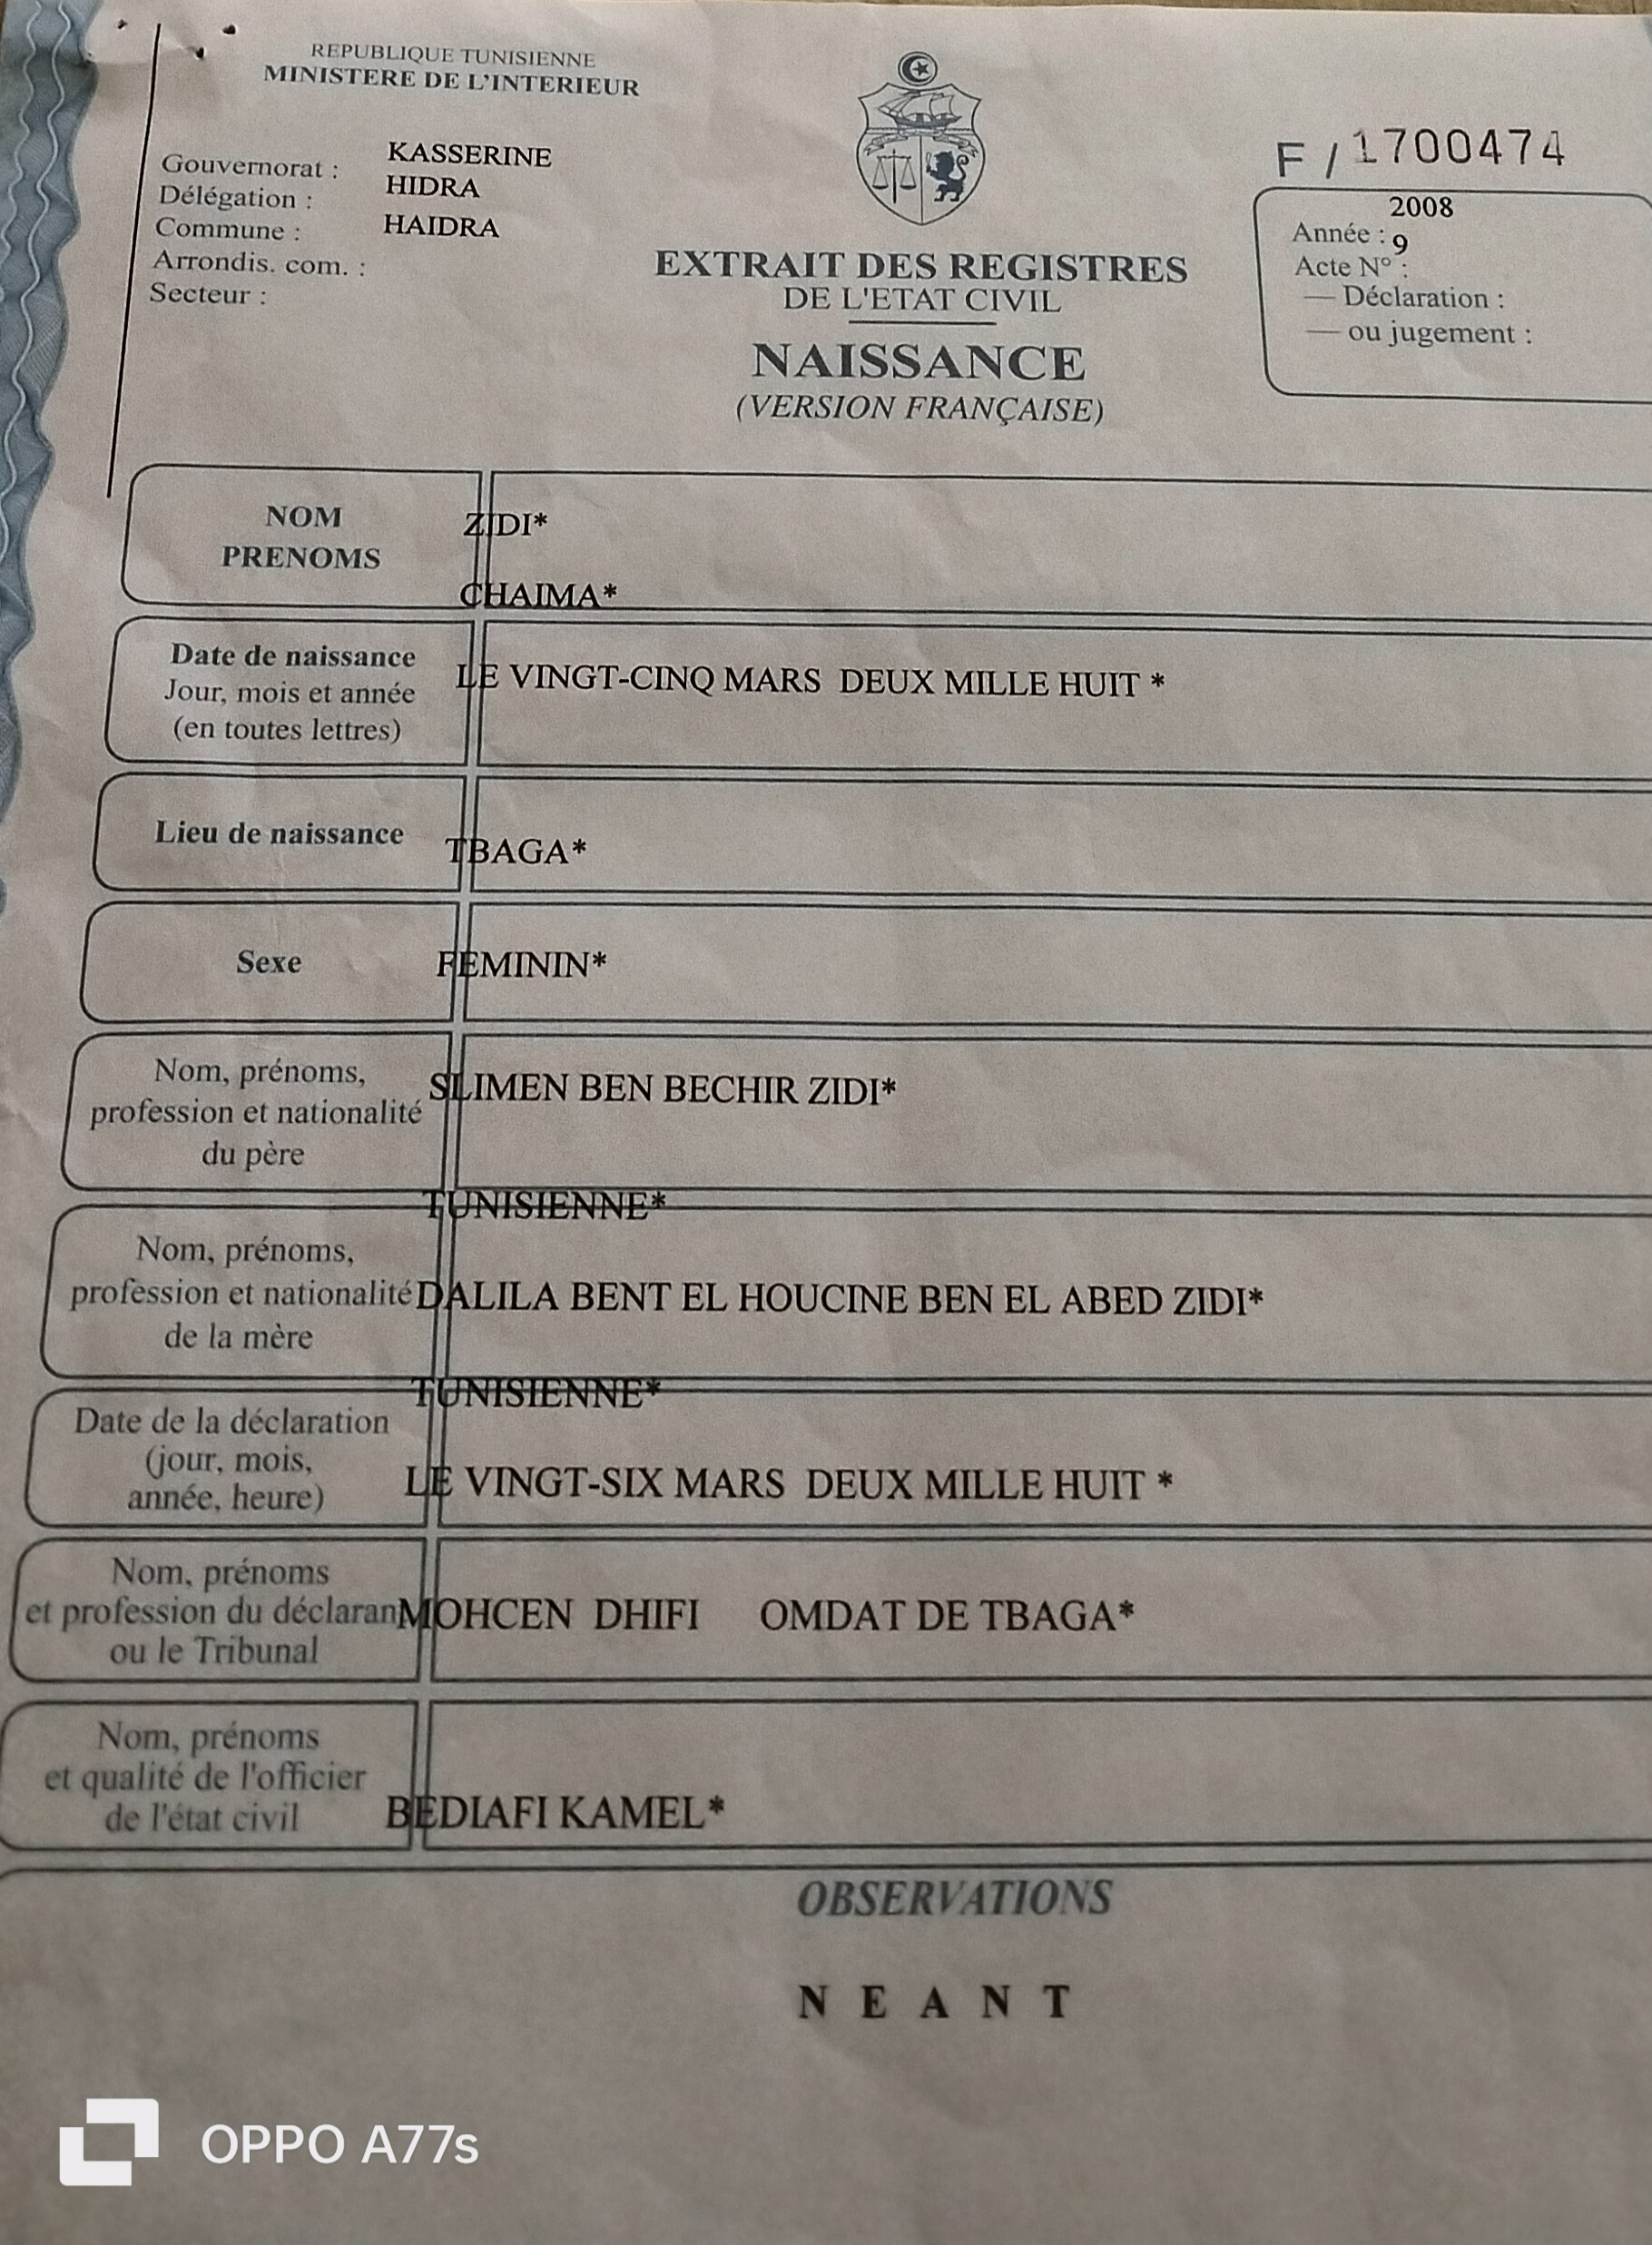 REPUBLIQUE TUNISIENNE
MINISTERE DE L'INTERIEUR
Gouvernorat : KASSERINE
Délégation : HIDRA
Commune : HAIDRA
Arrondis. com. :
Secteur :
EXTRAIT DES REGISTRES
DE L'ETAT CIVIL
NAISSANCE
(VERSION FRANÇAISE)
F / 1700474
Année : 2008
Acte N° : 9
— Déclaration :
— ou jugement :
NOM
PRENOMS
ZIDI*
CHAIMA*
Date de naissance
Jour, mois et année
(en toutes lettres)
LE VINGT-CINQ MARS DEUX MILLE HUIT *
Lieu de naissance
TBAGA*
Sexe
FEMININ*
Nom, prénoms,
profession et nationalité
du père
SLIMEN BEN BECHIR ZIDI*
TUNISIENNE*
Nom, prénoms,
profession et nationalité
de la mère
DALILA BENT EL HOUCINE BEN EL ABED ZIDI*
TUNISIENNE*
Date de la déclaration
(jour, mois,
année, heure)
LE VINGT-SIX MARS DEUX MILLE HUIT *
Nom, prénoms
et profession du déclarant
ou le Tribunal
MOHCEN DHIFI OMDAT DE TBAGA*
Nom, prénoms
et qualité de l'officier
de l'état civil
BEDIAFI KAMEL*
OBSERVATIONS
N E A N T
OPPO A77s